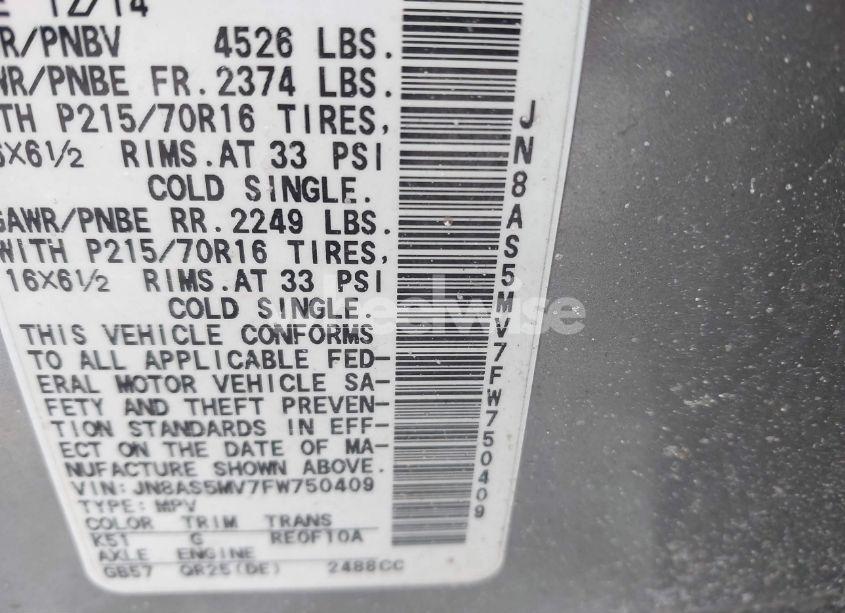 12/14
R/PNBV 4526 LBS.
WR/PNBE FR. 2374 LBS.
TH P215/70R16 TIRES,
6X6½ RIMS. AT 33 PSI
COLD SINGLE.
GAWR/PNBE RR. 2249 LBS.
WITH P215/70R16 TIRES,
16X6½ RIMS. AT 33 PSI
COLD SINGLE.
THIS VEHICLE CONFORMS
TO ALL APPLICABLE FED-
ERAL MOTOR VEHICLE SA-
FETY AND THEFT PREVEN-
TION STANDARDS IN EFF-
ECT ON THE DATE OF MA-
NUFACTURE SHOWN ABOVE.
VIN: JN8AS5MV7FW750409
TYPE: MPV
COLOR TRIM TRANS
K51 G RE0F10A
AXLE ENGINE
GB57 QR25(DE) 2488CC
JN8AS5MV7FW750409
wheelwise